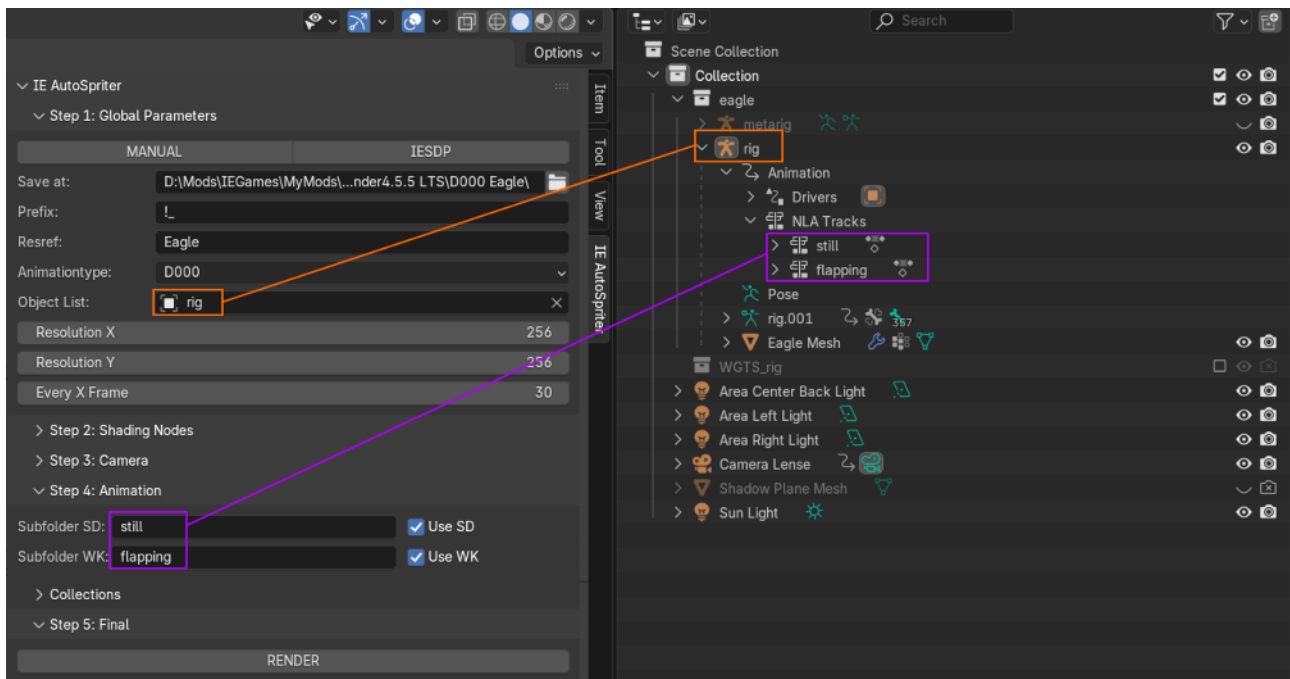 Options
IE AutoSpriter
Step 1: Global Parameters
MANUAL
IESDP
Save at:
D:\Mods\IEGames\MyMods\...nder4.5.5 LTS\D000 Eagle\
Prefix:
!_
Resref:
Eagle
Animationtype:
D000
Object List:
rig
Resolution X
256
Resolution Y
256
Every X Frame
30
Step 2: Shading Nodes
Step 3: Camera
Step 4: Animation
Subfolder SD:
still
Use SD
Subfolder WK:
flapping
Use WK
Collections
Step 5: Final
RENDER
Item
Tool
View
IE AutoSpriter
Search
Scene Collection
Collection
eagle
metarig
rig
Animation
Drivers
NLA Tracks
still
flapping
Pose
rig.001
357
Eagle Mesh
WGTS_rig
Area Center Back Light
Area Left Light
Area Right Light
Camera Lense
Shadow Plane Mesh
Sun Light